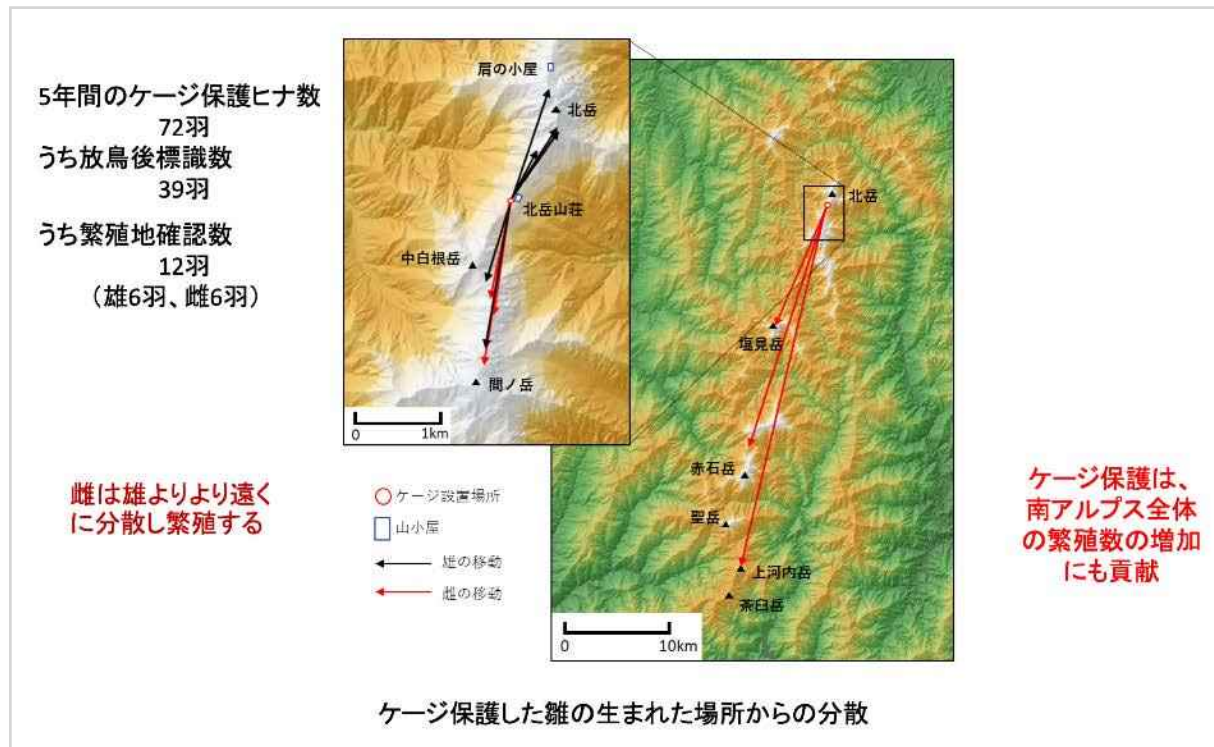 5年間のケージ保護ヒナ数
72羽
うち放鳥後標識数
39羽
うち繁殖地確認数
12羽
（雄6羽、雌6羽）
肩の小屋
北岳
北岳山荘
中白根岳
間ノ岳
0 1km
北岳
塩見岳
赤石岳
聖岳
上河内岳
茶臼岳
0 10km
雌は雄よりより遠く
に分散し繁殖する
ケージ設置場所
山小屋
雄の移動
雌の移動
ケージ保護は、
南アルプス全体
の繁殖数の増加
にも貢献
ケージ保護した雛の生まれた場所からの分散